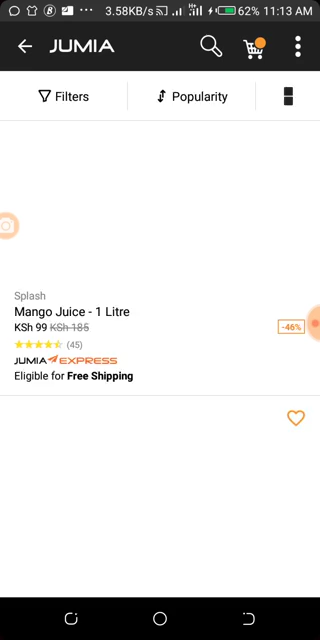 3.58KB/s 62% 11:13 AM
JUMIA
Filters
Popularity
Splash
Mango Juice - 1 Litre
KSh 99 KSh 185
-46%
(45)
JUMIA EXPRESS
Eligible for Free Shipping